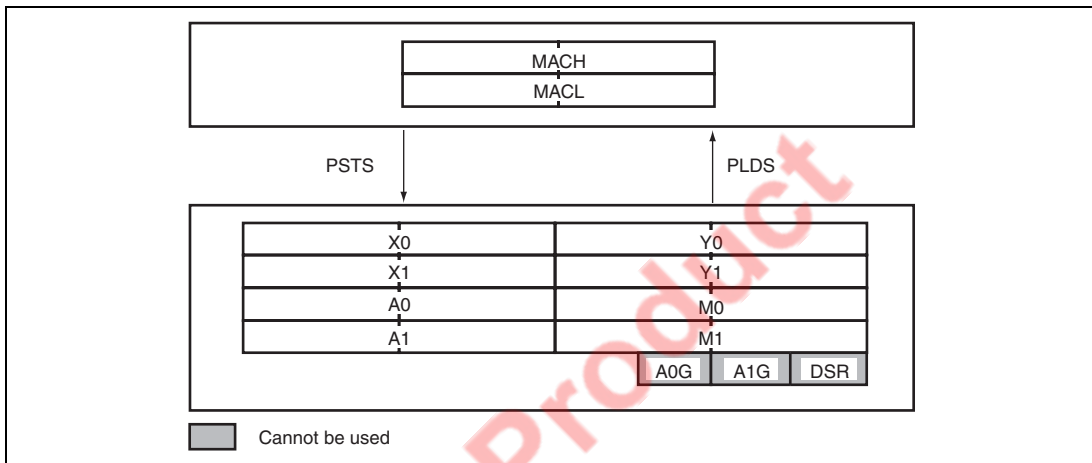 MACH
MACL
PSTS PLDS
X0 Y0
X1 Y1
A0 M0
A1 M1
A0G A1G DSR
Cannot be used
Product